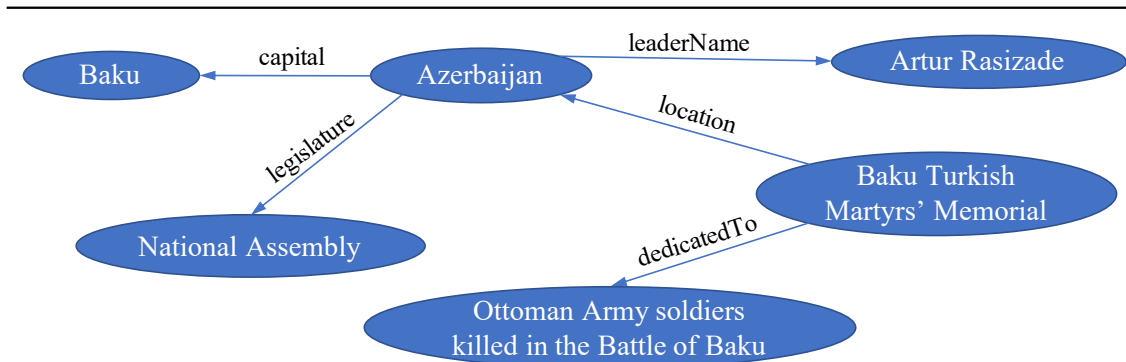 leaderName
capital
Baku
Azerbaijan
Artur Rasizade
location
legislature
Baku Turkish
Martyrs’ Memorial
National Assembly
dedicatedTo
Ottoman Army soldiers
killed in the Battle of Baku